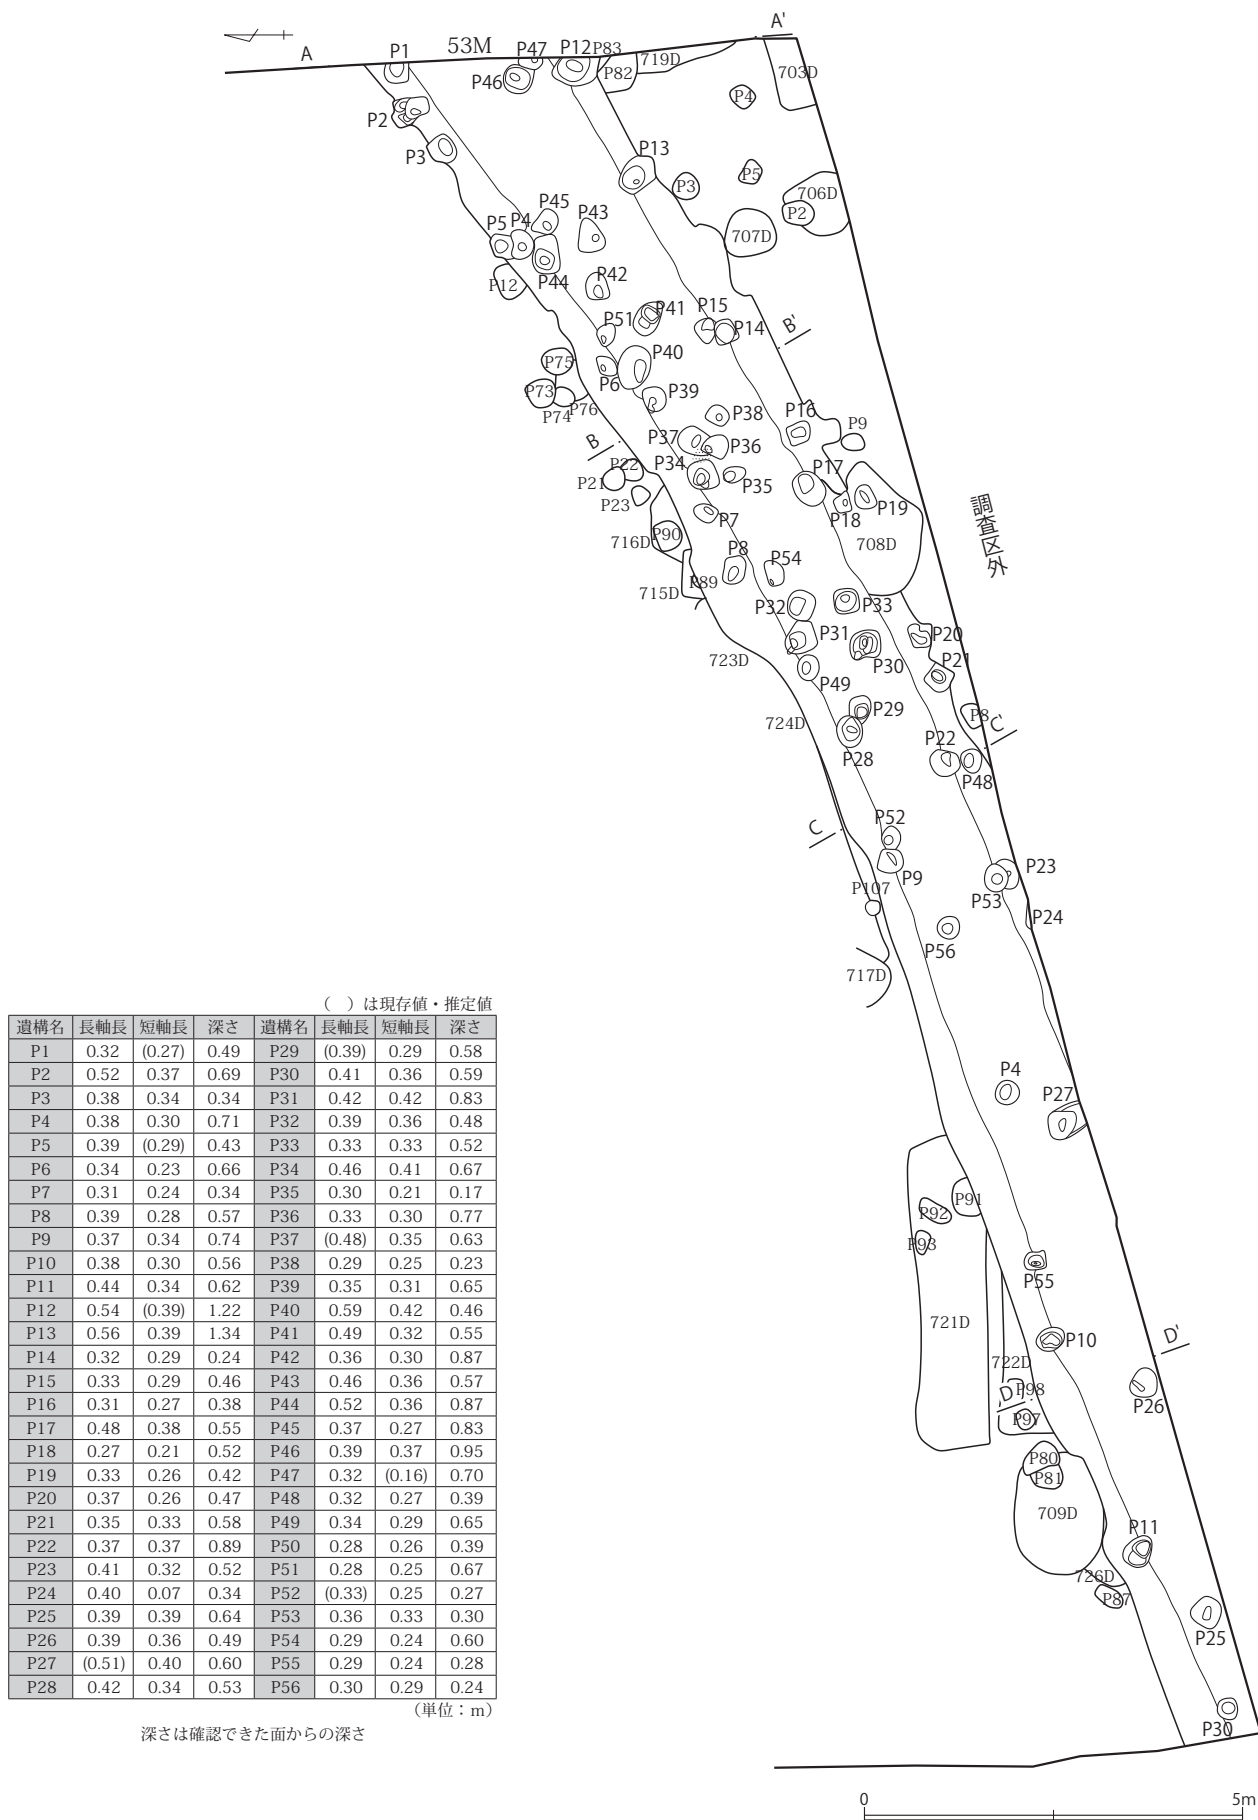 A'
A
P1
53M
P47
P12
P83
719D
703D
P46
P82
P4
P2
P3
P13
P3
P5
706D
P2
P45
P43
P5
P4
707D
P12
P44
P42
P51
P41
P15
P14
B'
P75
P40
P6
P73
P39
P76
P74
P38
P16
P9
B
P37
P36
P22
P34
P17
P21
P35
P23
P18
P19
調査区外
P7
716D
P90
708D
P8
P54
715D
P89
P32
P33
P31
P20
P30
P21
723D
P49
P29
P8
C'
724D
P28
P22
P48
P52
C
P9
P23
P107
P53
P24
P56
717D
P4
P27
P91
P92
P93
P55
721D
P10
D'
722D
P98
D
P26
P97
P80
P81
709D
P11
726D
P87
P25
P30
0 5m
（　）は現存値・推定値
遺構名 長軸長 短軸長 深さ 遺構名 長軸長 短軸長 深さ
P1 0.32 (0.27) 0.49 P29 (0.39) 0.29 0.58
P2 0.52 0.37 0.69 P30 0.41 0.36 0.59
P3 0.38 0.34 0.34 P31 0.42 0.42 0.83
P4 0.38 0.30 0.71 P32 0.39 0.36 0.48
P5 0.39 (0.29) 0.43 P33 0.33 0.33 0.52
P6 0.34 0.23 0.66 P34 0.46 0.41 0.67
P7 0.31 0.24 0.34 P35 0.30 0.21 0.17
P8 0.39 0.28 0.57 P36 0.33 0.30 0.77
P9 0.37 0.34 0.74 P37 (0.48) 0.35 0.63
P10 0.38 0.30 0.56 P38 0.29 0.25 0.23
P11 0.44 0.34 0.62 P39 0.35 0.31 0.65
P12 0.54 (0.39) 1.22 P40 0.59 0.42 0.46
P13 0.56 0.39 1.34 P41 0.49 0.32 0.55
P14 0.32 0.29 0.24 P42 0.36 0.30 0.87
P15 0.33 0.29 0.46 P43 0.46 0.36 0.57
P16 0.31 0.27 0.38 P44 0.52 0.36 0.87
P17 0.48 0.38 0.55 P45 0.37 0.27 0.83
P18 0.27 0.21 0.52 P46 0.39 0.37 0.95
P19 0.33 0.26 0.42 P47 0.32 (0.16) 0.70
P20 0.37 0.26 0.47 P48 0.32 0.27 0.39
P21 0.35 0.33 0.58 P49 0.34 0.29 0.65
P22 0.37 0.37 0.89 P50 0.28 0.26 0.39
P23 0.41 0.32 0.52 P51 0.28 0.25 0.67
P24 0.40 0.07 0.34 P52 (0.33) 0.25 0.27
P25 0.39 0.39 0.64 P53 0.36 0.33 0.30
P26 0.39 0.36 0.49 P54 0.29 0.24 0.60
P27 (0.51) 0.40 0.60 P55 0.29 0.24 0.28
P28 0.42 0.34 0.53 P56 0.30 0.29 0.24
（単位：m）
深さは確認できた面からの深さ